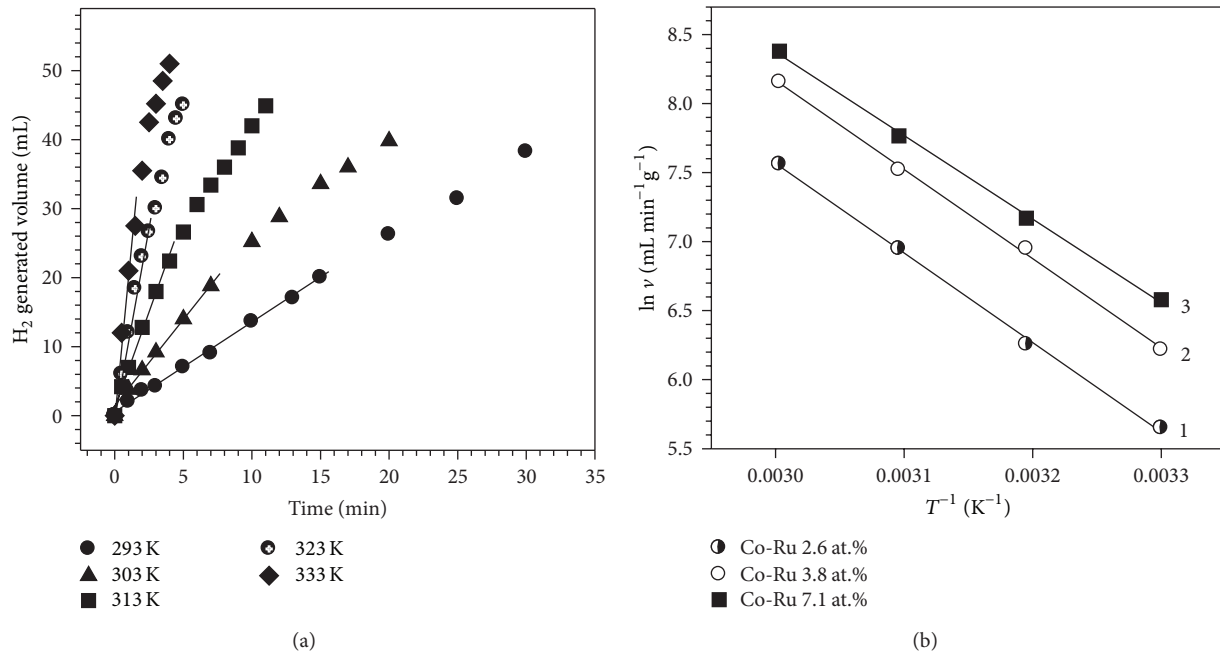 50
40
30
20
10
0
H₂ generated volume (mL)
0 5 10 15 20 25 30 35
Time (min)
293 K
303 K
313 K
323 K
333 K
(a)
8.5
8.0
7.5
7.0
6.5
6.0
5.5
ln ν (mL min⁻¹ g⁻¹)
3
2
1
0.0030 0.0031 0.0032 0.0033
T⁻¹ (K⁻¹)
Co-Ru 2.6 at.%
Co-Ru 3.8 at.%
Co-Ru 7.1 at.%
(b)